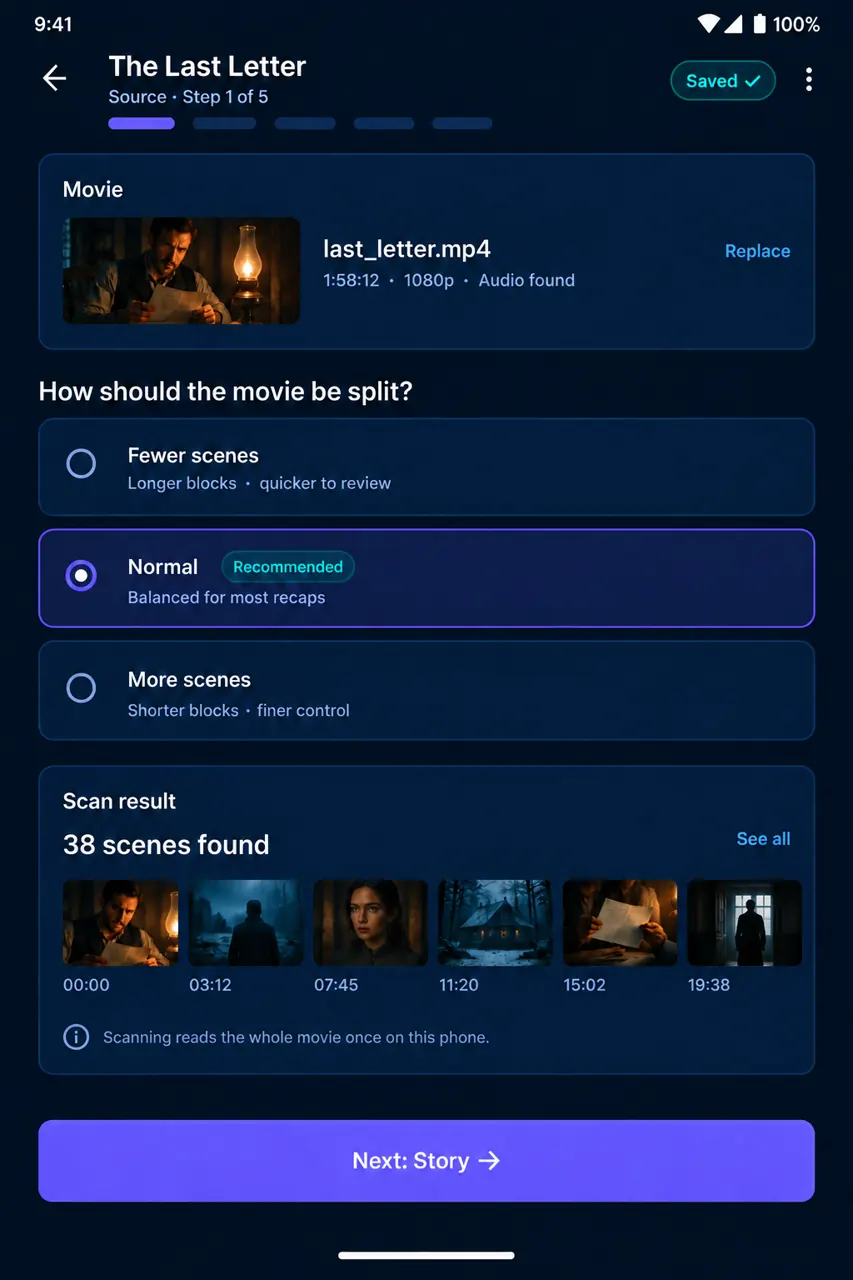 9:41 100%
The Last Letter
Source • Step 1 of 5
Saved ✓
Movie
last_letter.mp4
1:58:12 • 1080p • Audio found
Replace
How should the movie be split?
Fewer scenes
Longer blocks • quicker to review
Normal Recommended
Balanced for most recaps
More scenes
Shorter blocks • finer control
Scan result
38 scenes found
See all
00:00 03:12 07:45 11:20 15:02 19:38
Scanning reads the whole movie once on this phone.
Next: Story →